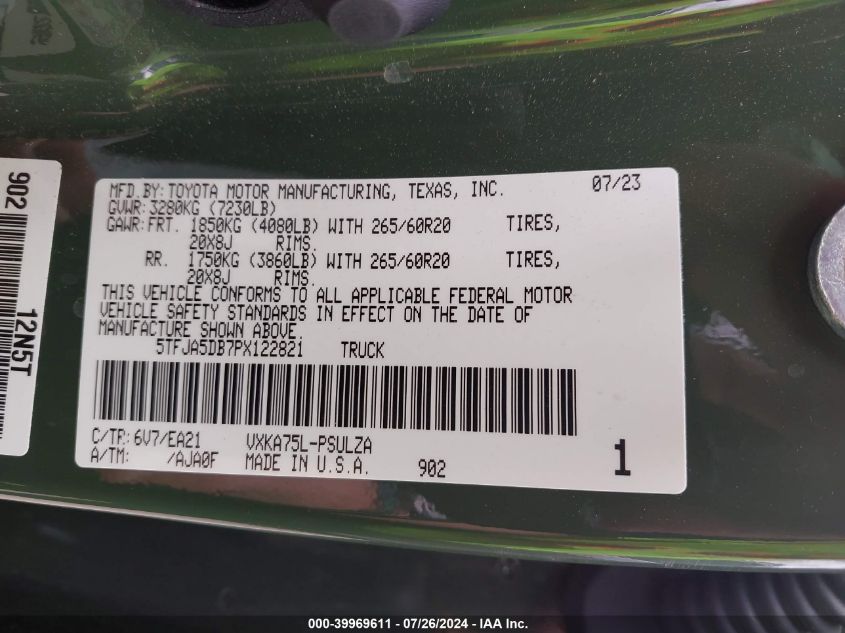 MFD.BY:TOYOTA MOTOR MANUFACTURING, TEXAS, INC. 07/23
GVWR:3280KG (7230LB)
GAWR:FRT. 1850KG (4080LB) WITH 265/60R20 TIRES,
20X8J RIMS.
RR. 1750KG (3860LB) WITH 265/60R20 TIRES,
20X8J RIMS.
THIS VEHICLE CONFORMS TO ALL APPLICABLE FEDERAL MOTOR
VEHICLE SAFETY STANDARDS IN EFFECT ON THE DATE OF
MANUFACTURE SHOWN ABOVE.
5TFJA5DB7PX122821 TRUCK
C/TR:6V7/EA21 VXKA75L-PSULZA
A/TM: /AJA0F MADE IN U.S.A. 902
1
902
12N5T
000-39969611 - 07/26/2024 - IAA Inc.